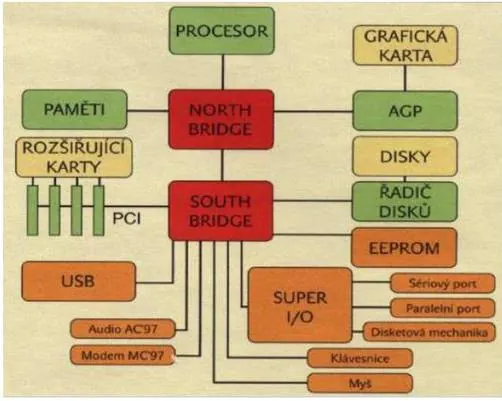 PROCESOR
GRAFICKÁ
KARTA
PAMĚTI
NORTH
BRIDGE
AGP
ROZŠIŘUJÍCÍ
KARTY
DISKY
PCI
SOUTH
BRIDGE
ŘADIČ
DISKŮ
EEPROM
USB
SUPER
I/O
Sériový port
Paralelní port
Disketová mechanika
Audio AC'97
Modem MC'97
Klávesnice
Myš